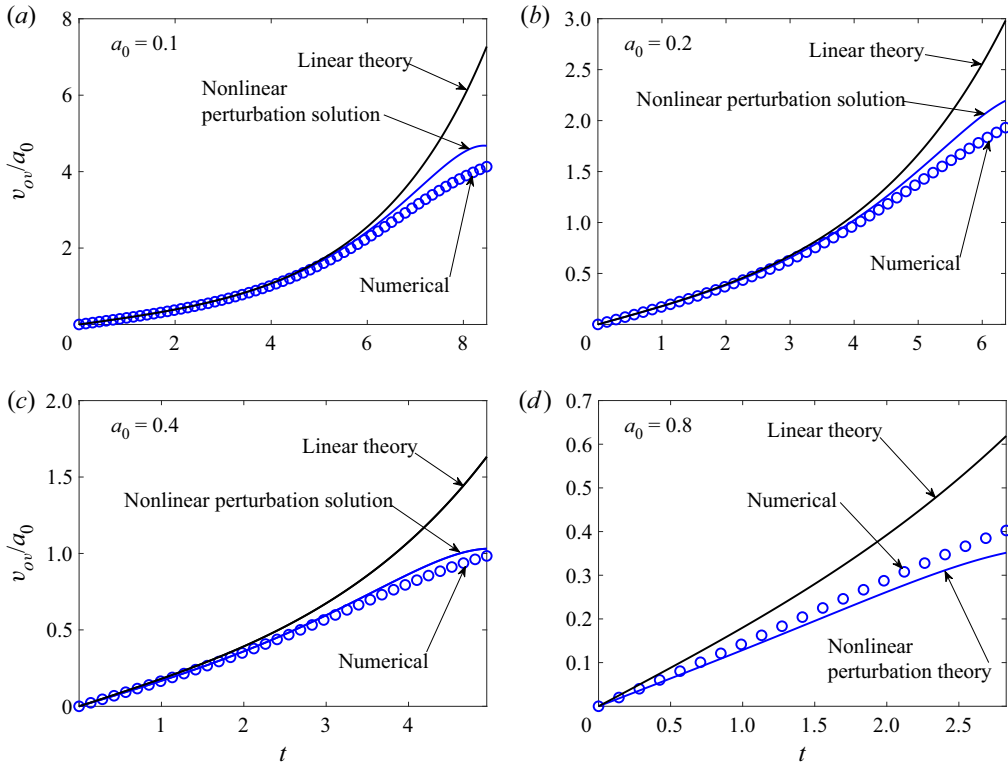 (a)
a0 = 0.1
8
6
4
2
0
2
4
6
8
vov/a0
Linear theory
Nonlinear
perturbation solution
Numerical
(b)
a0 = 0.2
3.0
2.5
2.0
1.5
1.0
0.5
0
1
2
3
4
5
6
Linear theory
Nonlinear perturbation solution
Numerical
(c)
a0 = 0.4
2.0
1.5
1.0
0.5
0
1
2
3
4
vov/a0
t
Linear theory
Nonlinear perturbation solution
Numerical
(d)
a0 = 0.8
0.7
0.6
0.5
0.4
0.3
0.2
0.1
0
0.5
1.0
1.5
2.0
2.5
t
Linear theory
Numerical
Nonlinear
perturbation theory